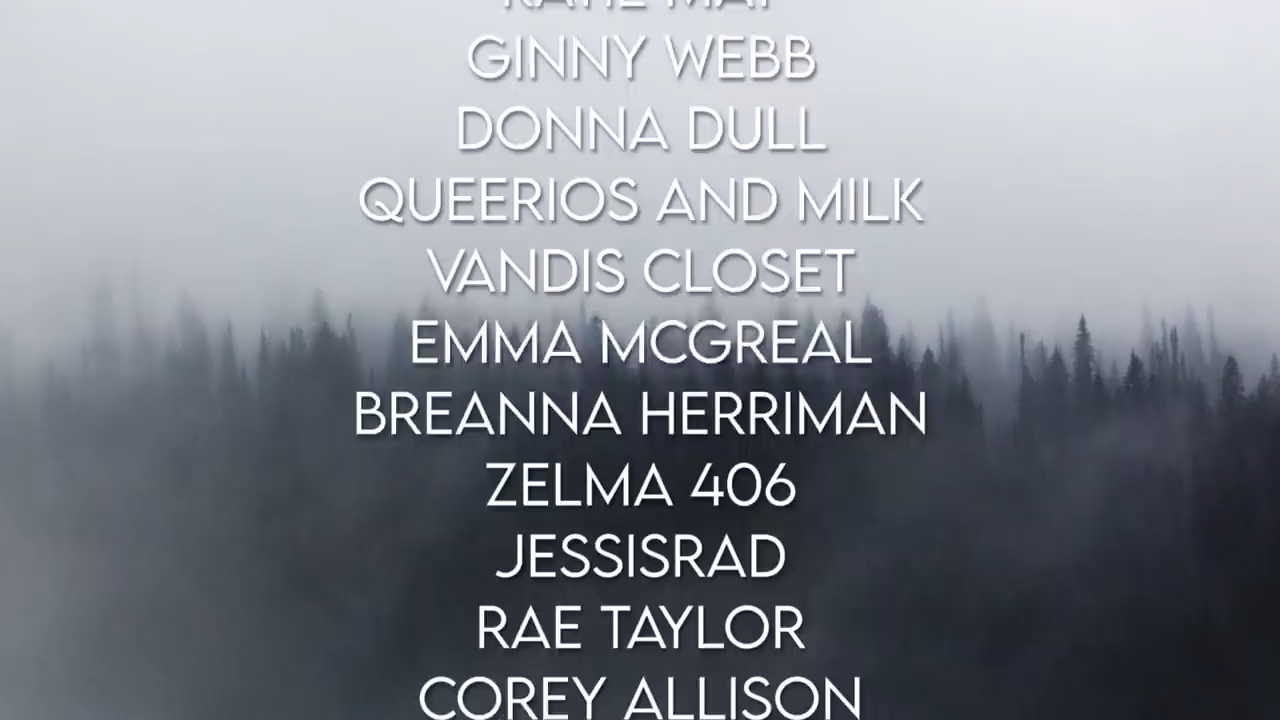 GINNY WEBB
DONNA DULL
QUEERIOS AND MILK
VANDIS CLOSET
EMMA MCGREAL
BREANNA HERRIMAN
ZELMA 406
JESSISRAD
RAE TAYLOR
COREY ALLISON